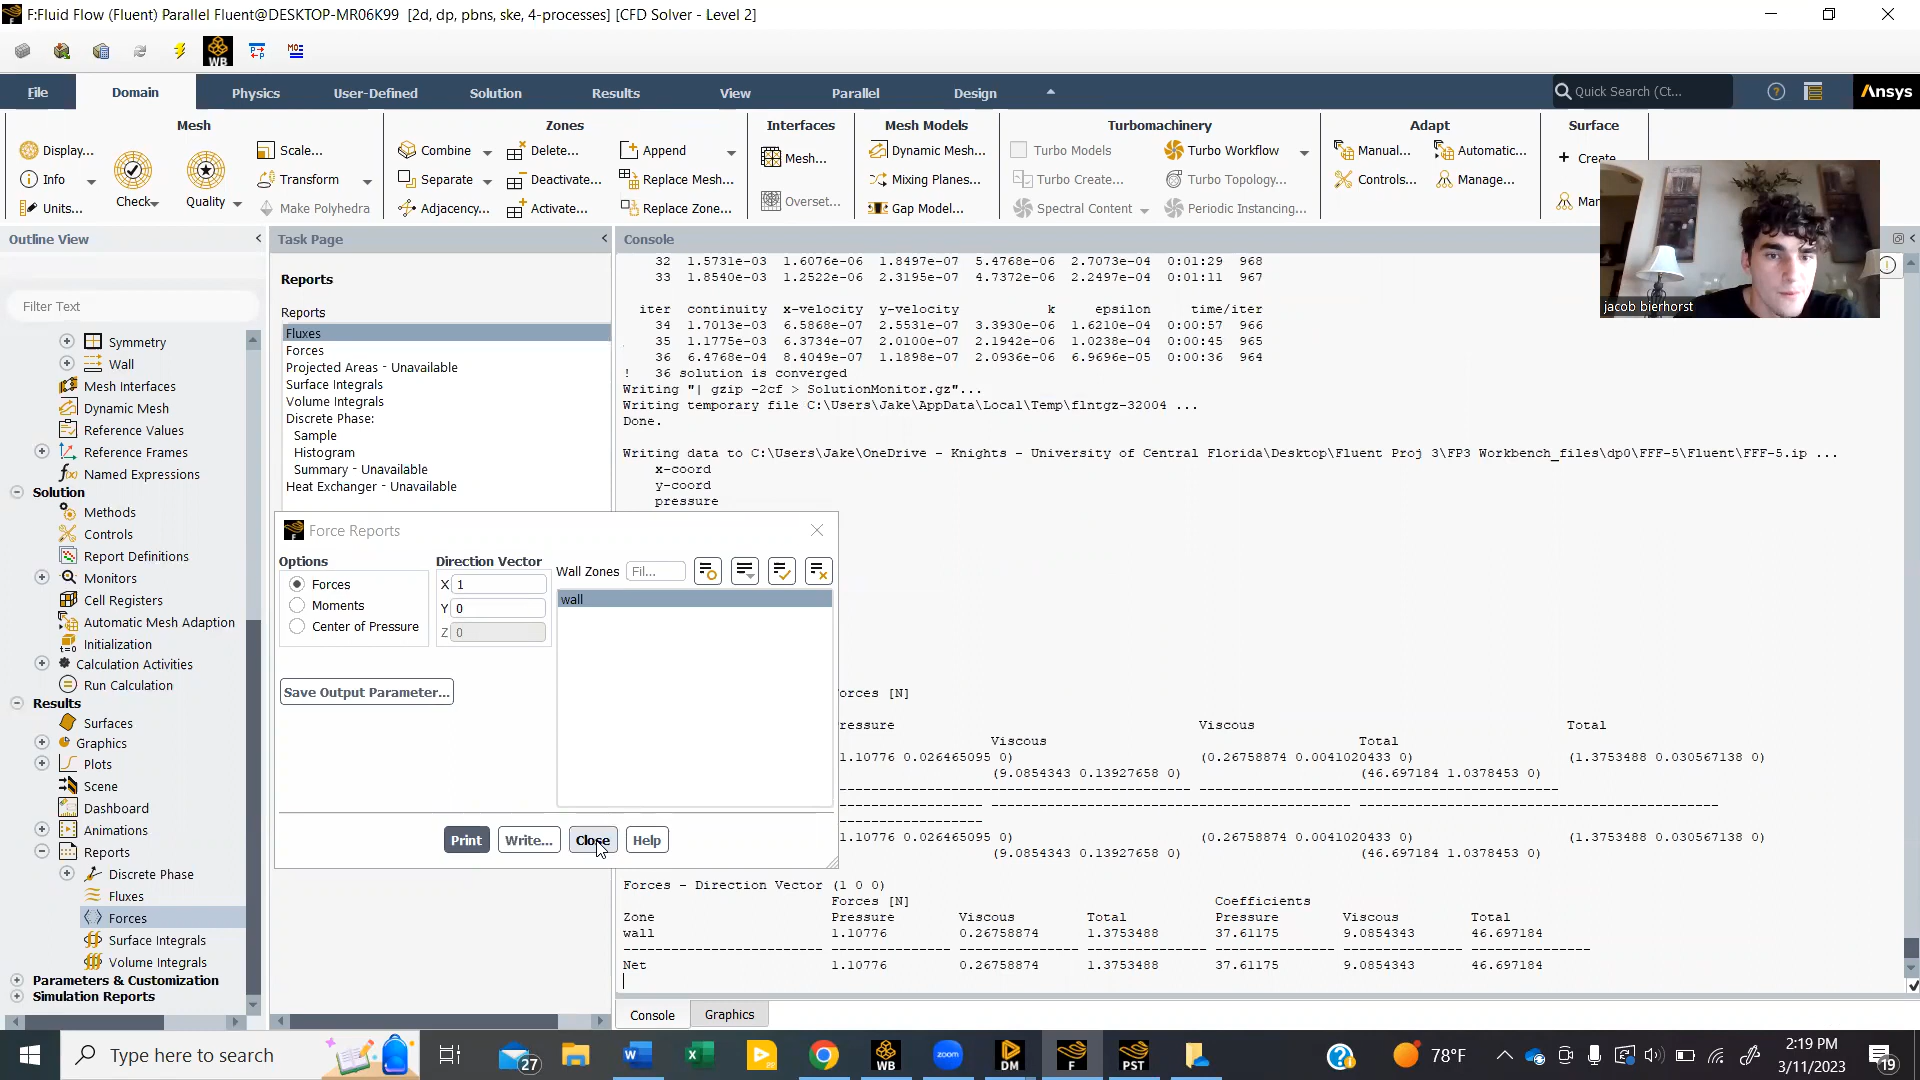 F:Fluid Flow (Fluent) Parallel Fluent@DESKTOP-MR06K99 [2d, dp, pbns, ske, 4-processes] [CFD Solver - Level 2]
WB
File Domain Physics User-Defined Solution Results View Parallel Design Quick Search (Ct... Ansys
Mesh Zones Interfaces Mesh Models Turbomachinery Adapt Surface
Display... Scale... Combine Delete... Append Mesh... Dynamic Mesh... Turbo Models Turbo Workflow Manual... Automatic... Create
Info Check Quality Transform Separate Deactivate... Replace Mesh... Mixing Planes... Turbo Create... Turbo Topology... Controls... Manage...
Units... Make Polyhedra Adjacency... Activate... Replace Zone... Overset... Gap Model... Spectral Content Periodic Instancing...
jacob bierhorst
Outline View
Filter Text
Symmetry
Wall
Mesh Interfaces
Dynamic Mesh
Reference Values
Reference Frames
Named Expressions
Solution
Methods
Controls
Report Definitions
Monitors
Cell Registers
Automatic Mesh Adaption
Initialization
Calculation Activities
Run Calculation
Results
Surfaces
Graphics
Plots
Scene
Dashboard
Animations
Reports
Discrete Phase
Fluxes
Forces
Surface Integrals
Volume Integrals
Parameters & Customization
Simulation Reports
Task Page
Reports
Reports
Fluxes
Forces
Projected Areas - Unavailable
Surface Integrals
Volume Integrals
Discrete Phase:
Sample
Histogram
Summary - Unavailable
Heat Exchanger - Unavailable
Force Reports
Options Direction Vector Wall Zones Fil...
Forces X 1 wall
Moments Y 0
Center of Pressure Z 0
Save Output Parameter...
Print Write... Close Help
Console
32 1.5731e-03 1.6076e-06 1.8497e-07 5.4768e-06 2.7073e-04 0:01:29 968
33 1.8540e-03 1.2522e-06 2.3195e-07 4.7372e-06 2.2497e-04 0:01:11 967
iter continuity x-velocity y-velocity k epsilon time/iter
34 1.7013e-03 6.5868e-07 2.5531e-07 3.3930e-06 1.6210e-04 0:00:57 966
35 1.1775e-03 6.3734e-07 2.0100e-07 2.1942e-06 1.0238e-04 0:00:45 965
36 6.4768e-04 8.4049e-07 1.1898e-07 2.0936e-06 6.9696e-05 0:00:36 964
! 36 solution is converged
Writing "| gzip -2cf > SolutionMonitor.gz"...
Writing temporary file C:\Users\Jake\AppData\Local\Temp\flntgz-32004 ...
Done.
Writing data to C:\Users\Jake\OneDrive - Knights - University of Central Florida\Desktop\Fluent Proj 3\FP3 Workbench_files\dp0\FFF-5\Fluent\FFF-5.ip ...
x-coord
y-coord
pressure
orces [N]
ressure Viscous Total
Viscous Total
1.10776 0.026465095 0) (0.26758874 0.0041020433 0) (1.3753488 0.030567138 0)
(9.0854343 0.13927658 0) (46.697184 1.0378453 0)
1.10776 0.026465095 0) (0.26758874 0.0041020433 0) (1.3753488 0.030567138 0)
(9.0854343 0.13927658 0) (46.697184 1.0378453 0)
Forces - Direction Vector (1 0 0)
Forces [N] Coefficients
Zone Pressure Viscous Total Pressure Viscous Total
wall 1.10776 0.26758874 1.3753488 37.61175 9.0854343 46.697184
Net 1.10776 0.26758874 1.3753488 37.61175 9.0854343 46.697184
Console Graphics
Type here to search 27 WB zoom DM F PST 78°F 2:19 PM
3/11/2023 19